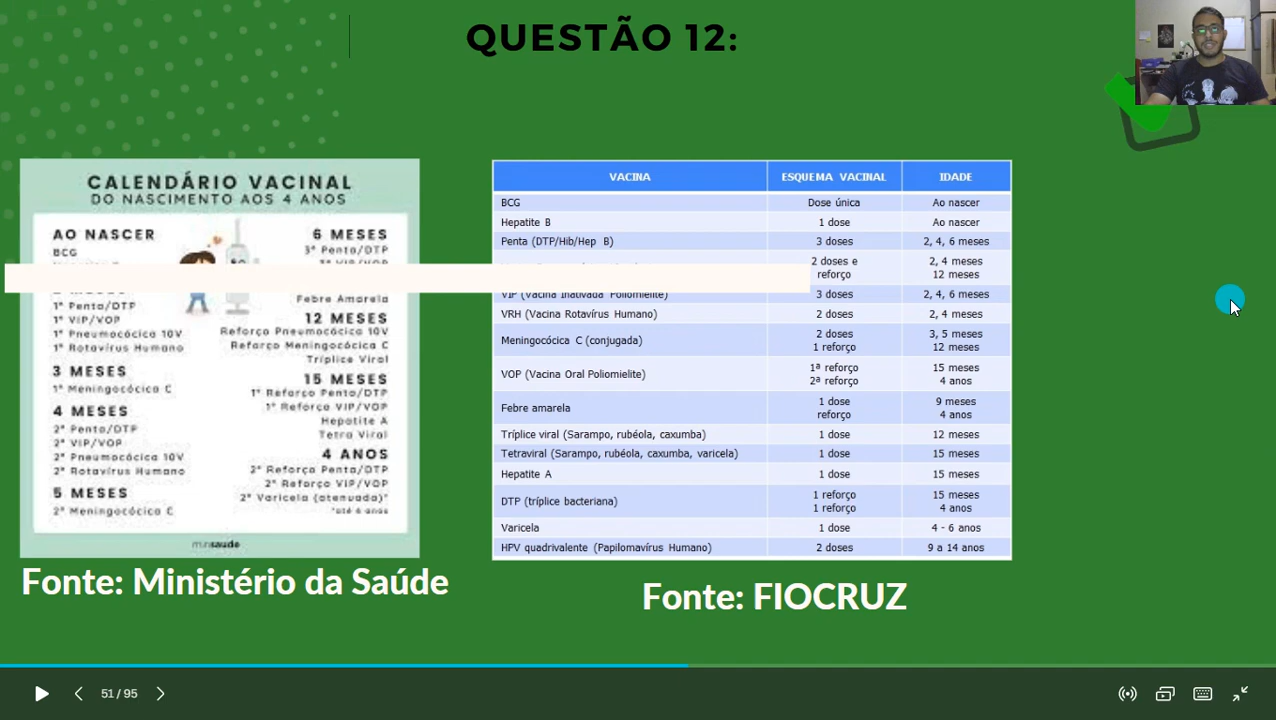 QUESTÃO 12:
CALENDÁRIO VACINAL
DO NASCIMENTO AOS 4 ANOS
AO NASCER
BCG
1ª Penta/DTP
1ª VIP/VOP
1ª Pneumocócica 10V
1ª Rotavírus Humano
3 MESES
1ª Meningocócica C
4 MESES
2ª Penta/DTP
2ª VIP/VOP
2ª Pneumocócica 10V
2ª Rotavírus Humano
5 MESES
2ª Meningocócica C
6 MESES
3ª Penta/DTP
Febre Amarela
12 MESES
Reforço Pneumocócica 10V
Reforço Meningocócica C
Tríplice Viral
15 MESES
1º Reforço Penta/DTP
1º Reforço VIP/VOP
Hepatite A
Tetra Viral
4 ANOS
2º Reforço Penta/DTP
2º Reforço VIP/VOP
2ª Varicela (atenuada)*
*até 6 anos
Fonte: Ministério da Saúde
VACINA ESQUEMA VACINAL IDADE
BCG Dose única Ao nascer
Hepatite B 1 dose Ao nascer
Penta (DTP/Hib/Hep B) 3 doses 2, 4, 6 meses
2 doses e 2, 4 meses
reforço 12 meses
VIP (Vacina Inativada Poliomielite) 3 doses 2, 4, 6 meses
VRH (Vacina Rotavírus Humano) 2 doses 2, 4 meses
Meningocócica C (conjugada) 2 doses 3, 5 meses
1 reforço 12 meses
VOP (Vacina Oral Poliomielite) 1ª reforço 15 meses
2ª reforço 4 anos
Febre amarela 1 dose 9 meses
reforço 4 anos
Tríplice viral (Sarampo, rubéola, caxumba) 1 dose 12 meses
Tetraviral (Sarampo, rubéola, caxumba, varicela) 1 dose 15 meses
Hepatite A 1 dose 15 meses
DTP (tríplice bacteriana) 1 reforço 15 meses
1 reforço 4 anos
Varicela 1 dose 4 - 6 anos
HPV quadrivalente (Papilomavírus Humano) 2 doses 9 a 14 anos
Fonte: FIOCRUZ
51 / 95